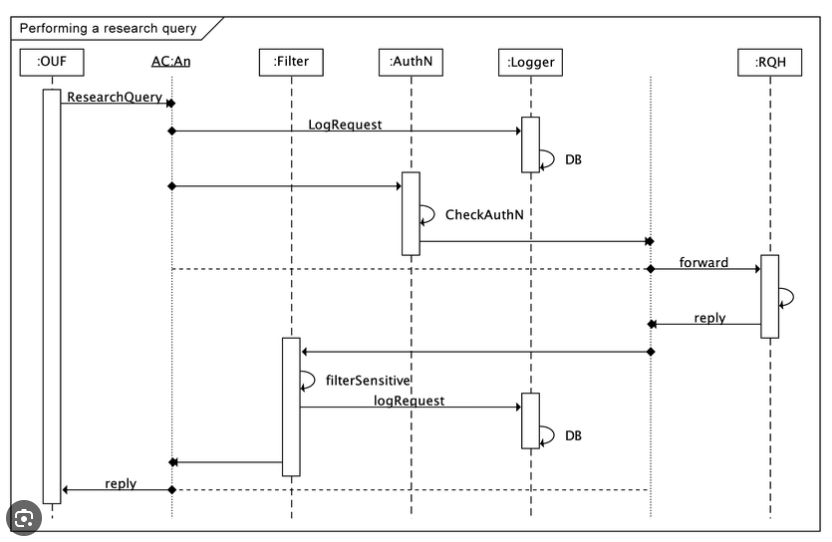 Performing a research query
:OUF
AC:An
:Filter
:AuthN
:Logger
:RQH
ResearchQuery
LogRequest
DB
CheckAuthN
forward
reply
filterSensitive
logRequest
DB
reply